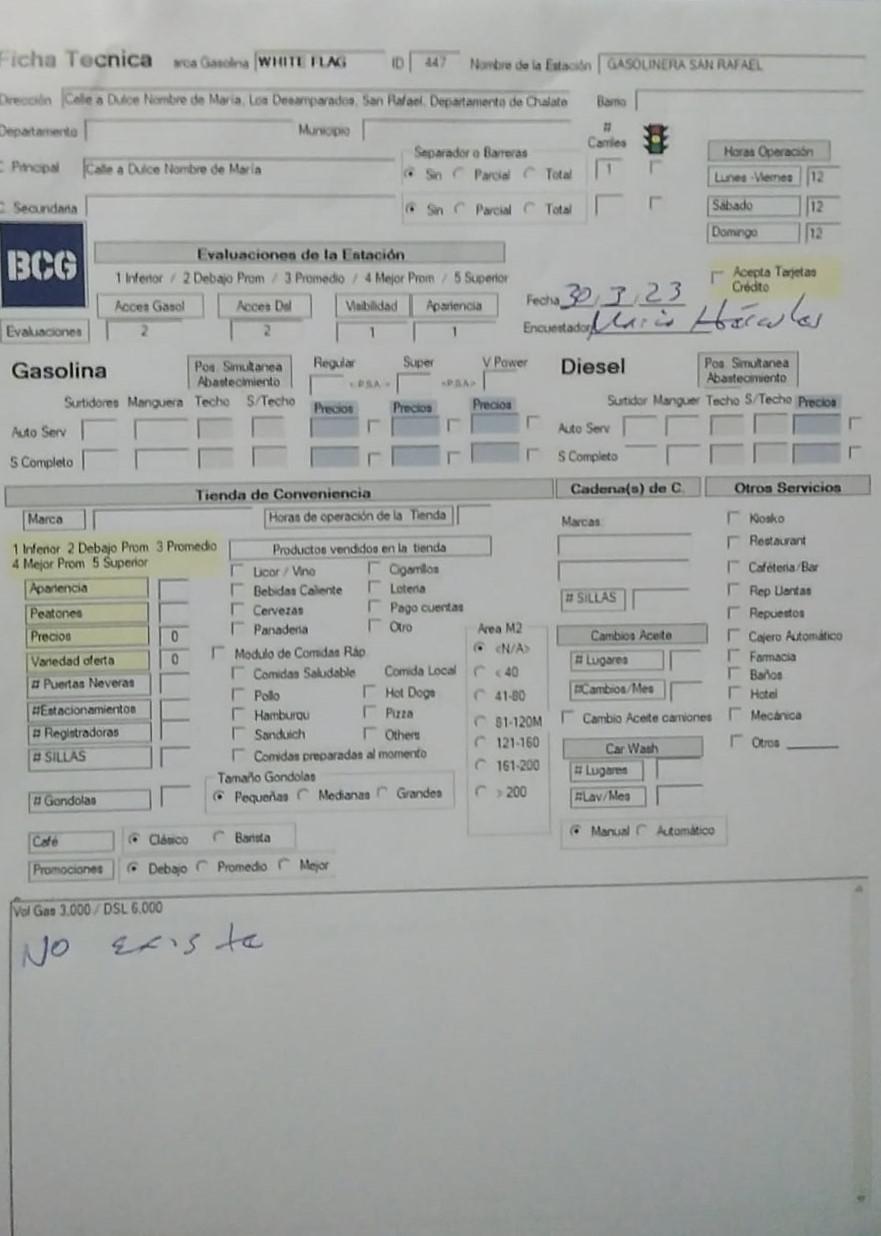 Ficha Tecnica arca Gasolina WHITE FLAG ID 447 Nombre de la Estación GASOLINERA SAN RAFAEL
Dirección Calle a Dulce Nombre de María, Los Desamparados, San Rafael, Departamento de Chalate Barrio
Departamento Municipio # Carriles
C. Principal Calle a Dulce Nombre de María Separador o Barreras Sin Parcial Total 1
C. Secundaria Sin Parcial Total
Horas Operación
Lunes -Viernes 12
Sábado 12
Domingo 12
BCG
Evaluaciones de la Estación
1 Inferior / 2 Debajo Prom / 3 Promedio / 4 Mejor Prom / 5 Superior
Acces Gasol Acces Dsl Visibilidad Apariencia
Evaluaciones 2 2 1 1
Acepta Tarjetas Crédito
Fecha 30, 3, 23
Encuestador Mario
Gasolina Pos. Simultanea Abastecimiento Regular <P.S.A.> Super <P.S.A> V Power
Surtidores Manguera Techo S/Techo Precios Precios Precios
Auto Serv
S Completo
Diesel Pos. Simultanea Abastecimiento
Surtidor Manguer Techo S/Techo Precios
Auto Serv
S Completo
Tienda de Conveniencia
Marca Horas de operación de la Tienda
1 Inferior 2 Debajo Prom 3 Promedio
4 Mejor Prom 5 Superior
Apariencia
Peatones
Precios 0
Variedad oferta 0
# Puertas Neveras
#Estacionamientos
# Registradoras
# SILLAS
# Gondolas
Productos vendidos en la tienda
Licor / Vino Cigarrillos
Bebidas Caliente Loteria
Cervezas Pago cuentas
Panaderia Otro
Modulo de Comidas Ráp
Comidas Saludable Comida Local
Pollo Hot Dogs
Hamburqu Pizza
Sanduich Others
Comidas preparadas al momento
Tamaño Gondolas
Pequeñas Medianas Grandes
Area M2
<N/A>
< 40
41-80
81-120M
121-160
161-200
> 200
Café Clásico Barista
Promociones Debajo Promedio Mejor
Cadena(s) de C.
Marcas:
# SILLAS
Cambios Aceite
# Lugares
#Cambios/Mes
Cambio Aceite camiones
Car Wash
# Lugares
#Lav/Mes
Manual Automático
Otros Servicios
Kiosko
Restaurant
Caféteria/Bar
Rep Llantas
Repuestos
Cajero Automático
Farmacia
Baños
Hotel
Mecánica
Otros
Vol Gas 3,000 / DSL 6,000
No existe